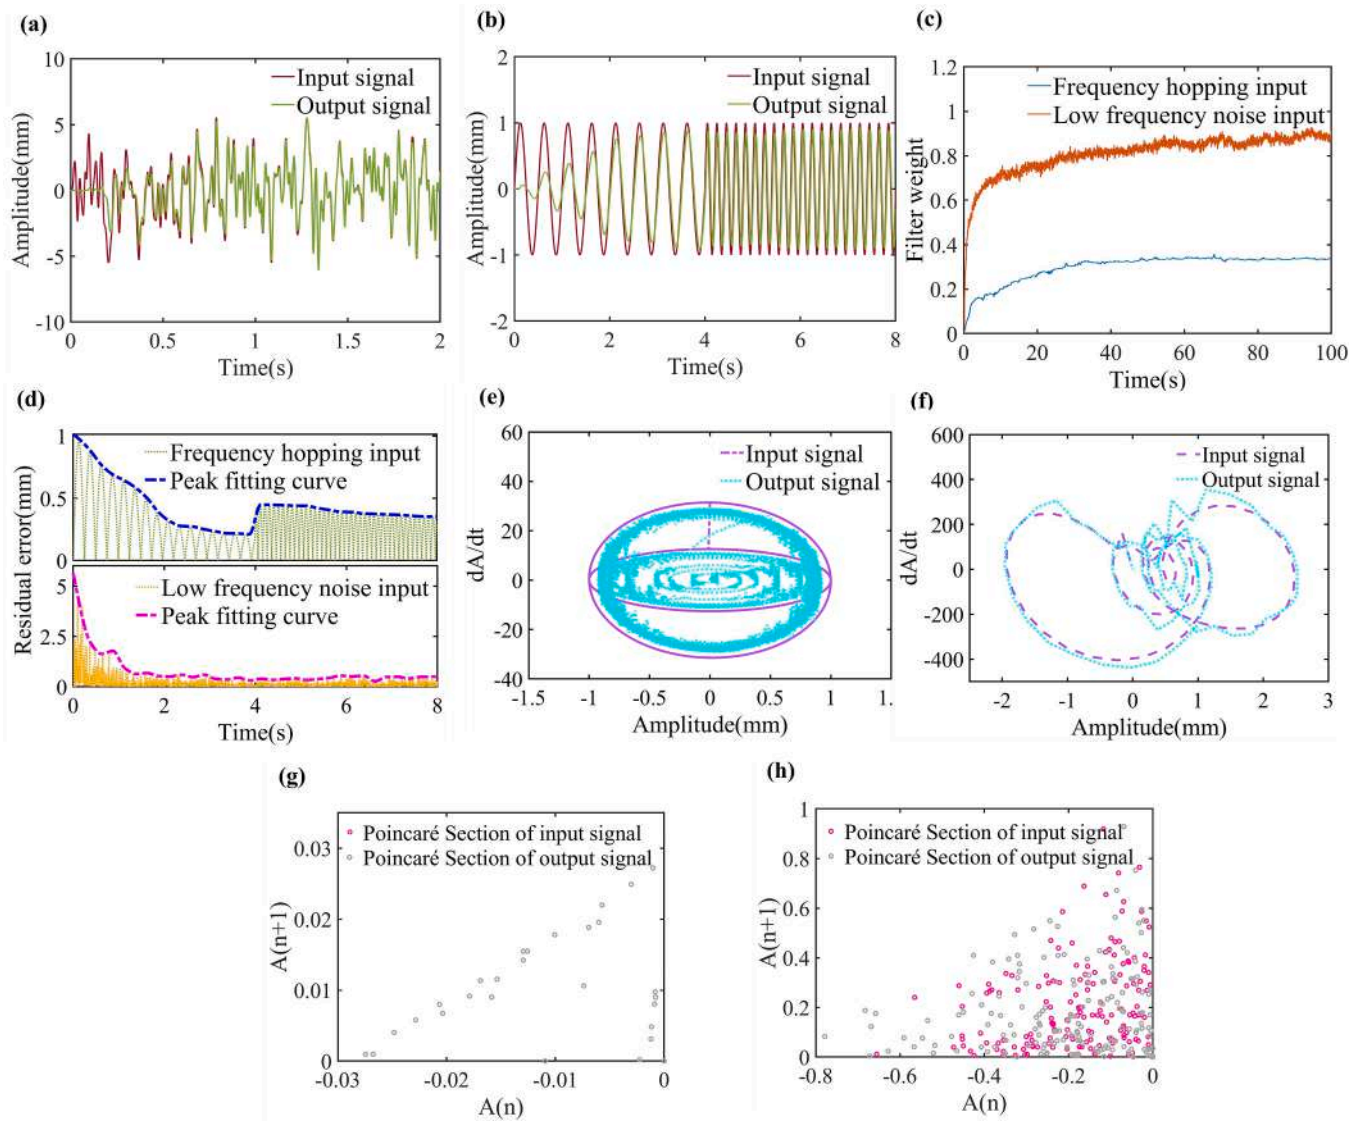 (a)
10
Input signal
Output signal
5
0
-5
-10
Amplitude(mm)
0
0.5
1
1.5
2
Time(s)
(b)
2
Input signal
Output signal
1
0
-1
-2
Amplitude(mm)
0
2
4
6
8
Time(s)
(c)
1.2
Frequency hopping input
Low frequency noise input
1
0.8
0.6
0.4
0.2
0
Filter weight
0
20
40
60
80
100
Time(s)
(d)
1
Frequency hopping input
Peak fitting curve
0.5
0
5
Low frequency noise input
Peak fitting curve
2.5
0
Residual error(mm)
0
2
4
6
8
Time(s)
(e)
60
Input signal
Output signal
40
20
0
-20
-40
dA/dt
-1.5
-1
-0.5
0
0.5
1
1.
Amplitude(mm)
(f)
600
Input signal
Output signal
400
200
0
-200
-400
dA/dt
-2
-1
0
1
2
3
Amplitude(mm)
(g)
Poincaré Section of input signal
Poincaré Section of output signal
0.03
0.02
0.01
0
A(n+1)
-0.03
-0.02
-0.01
0
A(n)
(h)
1
Poincaré Section of input signal
Poincaré Section of output signal
0.8
0.6
0.4
0.2
0
A(n+1)
-0.8
-0.6
-0.4
-0.2
0
A(n)